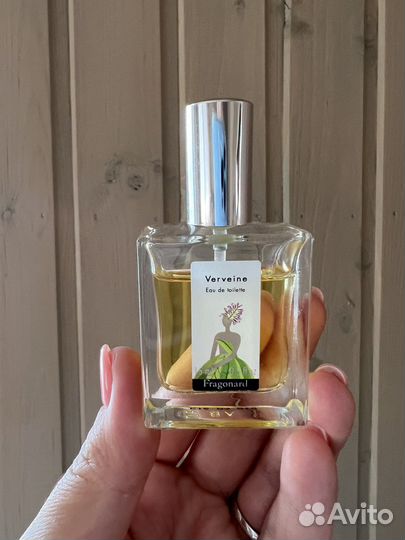 Verveine
Eau de toilette
Fragonard
Avito